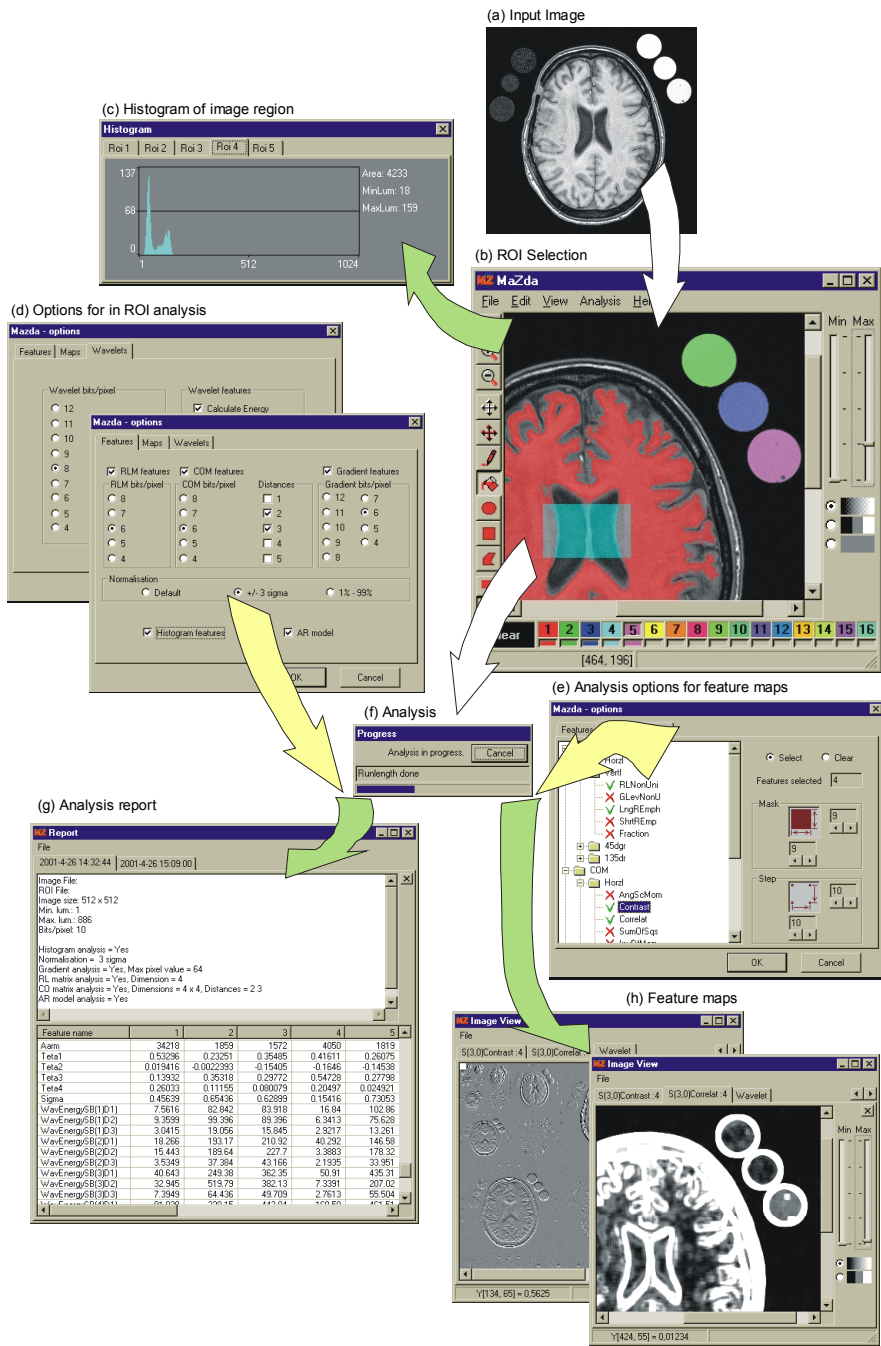 (a) Input Image
(c) Histogram of image region
Histogram
Roi 1 Roi 2 Roi 3 Roi 4 Roi 5
137
68
0
1 512 1024
Area: 4233
MinLum: 18
MaxLum: 159
(b) ROI Selection
MZ MaZda
File Edit View Analysis
Min Max
1 2 3 4 5 6 7 8 9 10 11 12 13 14 15 16
[464, 196]
(d) Options for in ROI analysis
Mazda - options
Features Maps Wavelets
Wavelet bits/pixel
12
11
10
9
8
7
6
5
4
Wavelet features
Calculate Energy
Mazda - options
Features Maps Wavelets
RLM features COM features Gradient features
RLM bits/pixel COM bits/pixel Distances Gradient bits/pixel
8 8 1 12 7
7 7 2 11 6
6 6 3 10 5
5 5 4 9 4
4 4 5 8
Normalisation
Default +/- 3 sigma 1% - 99%
Histogram features AR model
Cancel
(f) Analysis
Progress
Analysis in progress. Cancel
Runlength done
(e) Analysis options for feature maps
Mazda - options
Horzl
Vertl
RLNonUni
GLevNonU
LngREmph
ShrtREmp
Fraction
45dgr
135dr
COM
Horzl
AngScMom
Contrast
Correlat
SumOfSqs
Select Clear
Features selected 4
Mask
9
9
Step
10
10
OK Cancel
(g) Analysis report
MZ Report
File
2001-4-26 14:32:44 2001-4-26 15:09:00
Image File:
ROI File:
Image size: 512 x 512
Min. lum.: 1
Max. lum.: 886
Bits/pixel: 10
Histogram analysis = Yes
Normalisation = 3 sigma
Gradient analysis = Yes, Max pixel value = 64
RL matrix analysis = Yes, Dimension = 4
CO matrix analysis = Yes, Dimensions = 4 x 4, Distances = 2 3
AR model analysis = Yes
Feature name 1 2 3 4 5
Aarm 34218 1859 1572 4050 1819
Teta1 0.53296 0.23251 0.35485 0.41611 0.26075
Teta2 0.019416 -0.0022393 -0.15405 -0.1646 -0.14538
Teta3 0.13932 0.35318 0.29772 0.54728 0.27798
Teta4 0.26033 0.11155 0.080079 0.20497 0.024921
Sigma 0.45639 0.65436 0.62899 0.15416 0.73053
WavEnergySB(1)D1) 7.5616 82.842 83.918 16.84 102.86
WavEnergySB(1)D2) 9.3599 99.396 89.396 6.3413 75.628
WavEnergySB(1)D3) 3.0415 19.056 15.845 2.9217 13.261
WavEnergySB(2)D1) 18.266 193.17 210.92 40.292 146.58
WavEnergySB(2)D2) 15.443 189.64 227.7 3.3883 178.32
WavEnergySB(2)D3) 3.5349 37.384 43.166 2.1935 33.951
WavEnergySB(3)D1) 40.643 249.38 362.35 50.91 435.31
WavEnergySB(3)D2) 32.945 519.79 382.13 7.3391 207.02
WavEnergySB(3)D3) 7.3949 64.436 49.709 2.7613 55.504
(h) Feature maps
MZ Image View
File
S(3,0)Contrast :4 S(3,0)Correlat :4 Wavelet
Y[134, 65] = 0,5625
MZ Image View
File
S(3,0)Contrast :4 S(3,0)Correlat :4 Wavelet
Min Max
Y[424, 55] = 0,01234